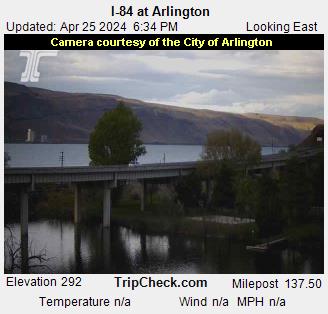 I-84 at Arlington
Updated: Apr 25 2024 6:34 PM Looking East
Camera courtesy of the City of Arlington
Elevation 292 TripCheck.com Milepost 137.50
Temperature n/a Wind n/a MPH n/a